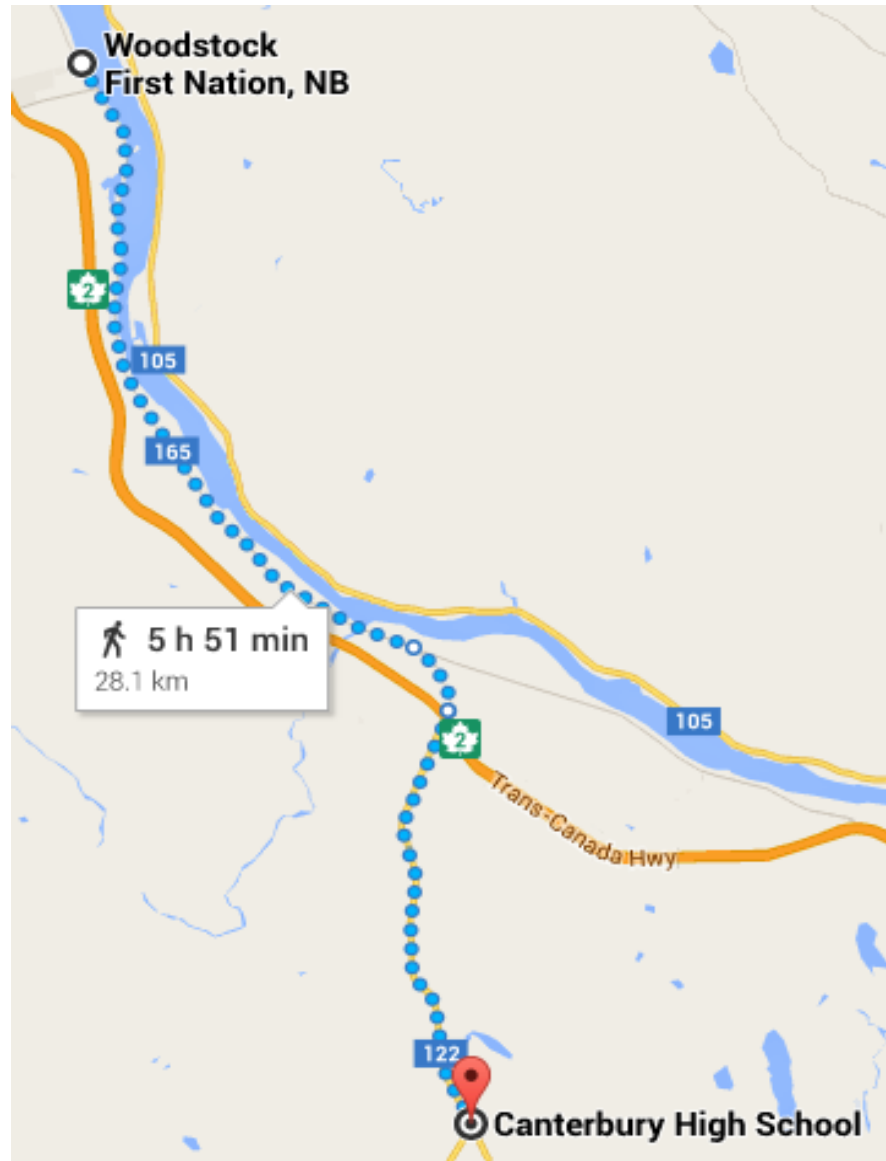 Woodstock
First Nation, NB
2
105
165
5 h 51 min
28.1 km
105
2
Trans-Canada Hwy
122
Canterbury High School